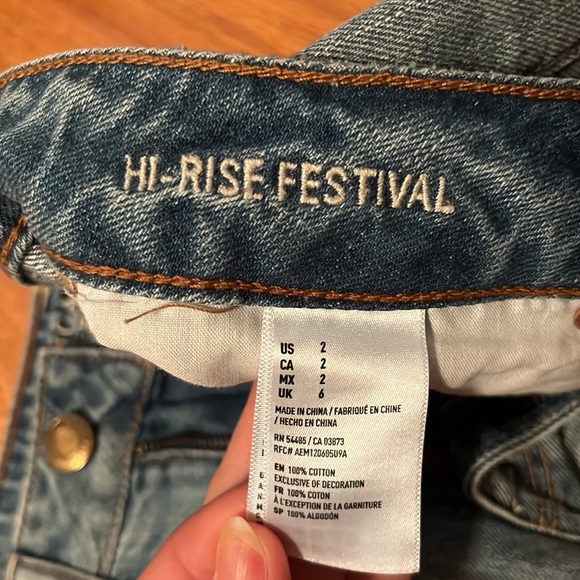 HI-RISE FESTIVAL
US 2
CA 2
MX 2
UK 6
MADE IN CHINA / FABRIQUÉ EN CHINE
/ HECHO EN CHINA
RN 54485 / CA 03873
RFC# AEM120605U9A
EN 100% COTTON
EXCLUSIVE OF DECORATION
FR 100% COTON
À L'EXCEPTION DE LA GARNITURE
SP 100% ALGODÓN